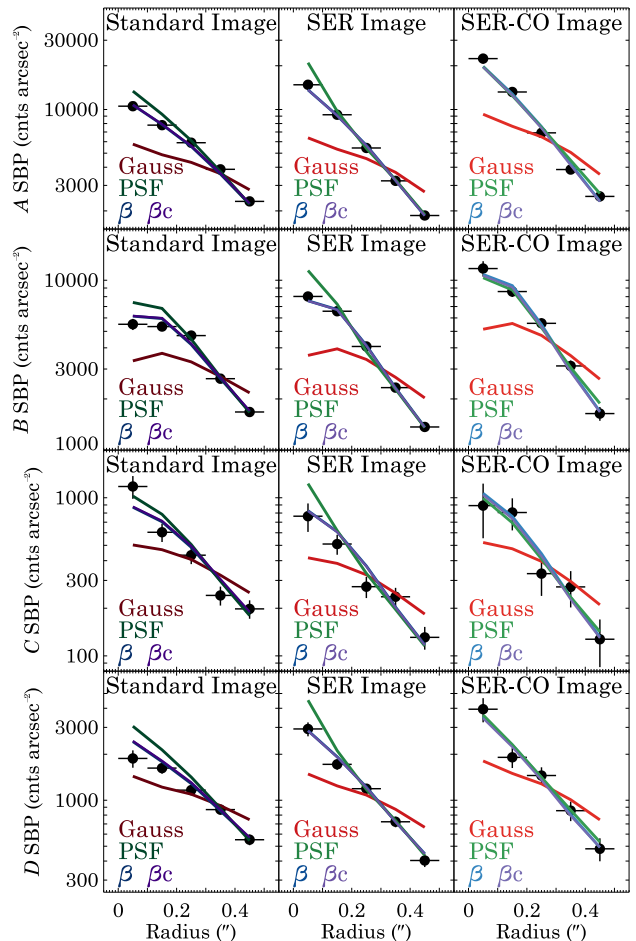 Standard Image SER Image SER-CO Image
A SBP (cnts arcsec⁻²)
30000
10000
3000
Gauss Gauss Gauss
PSF PSF PSF
β βc β βc β βc
Standard Image SER Image SER-CO Image
B SBP (cnts arcsec⁻²)
10000
3000
1000
Gauss Gauss Gauss
PSF PSF PSF
β βc β βc β βc
Standard Image SER Image SER-CO Image
C SBP (cnts arcsec⁻²)
1000
300
100
Gauss Gauss Gauss
PSF PSF PSF
β βc β βc β βc
Standard Image SER Image SER-CO Image
D SBP (cnts arcsec⁻²)
3000
1000
300
Gauss Gauss Gauss
PSF PSF PSF
β βc β βc β βc
0 0.2 0.4 0 0.2 0.4 0 0.2 0.4
Radius (″) Radius (″) Radius (″)